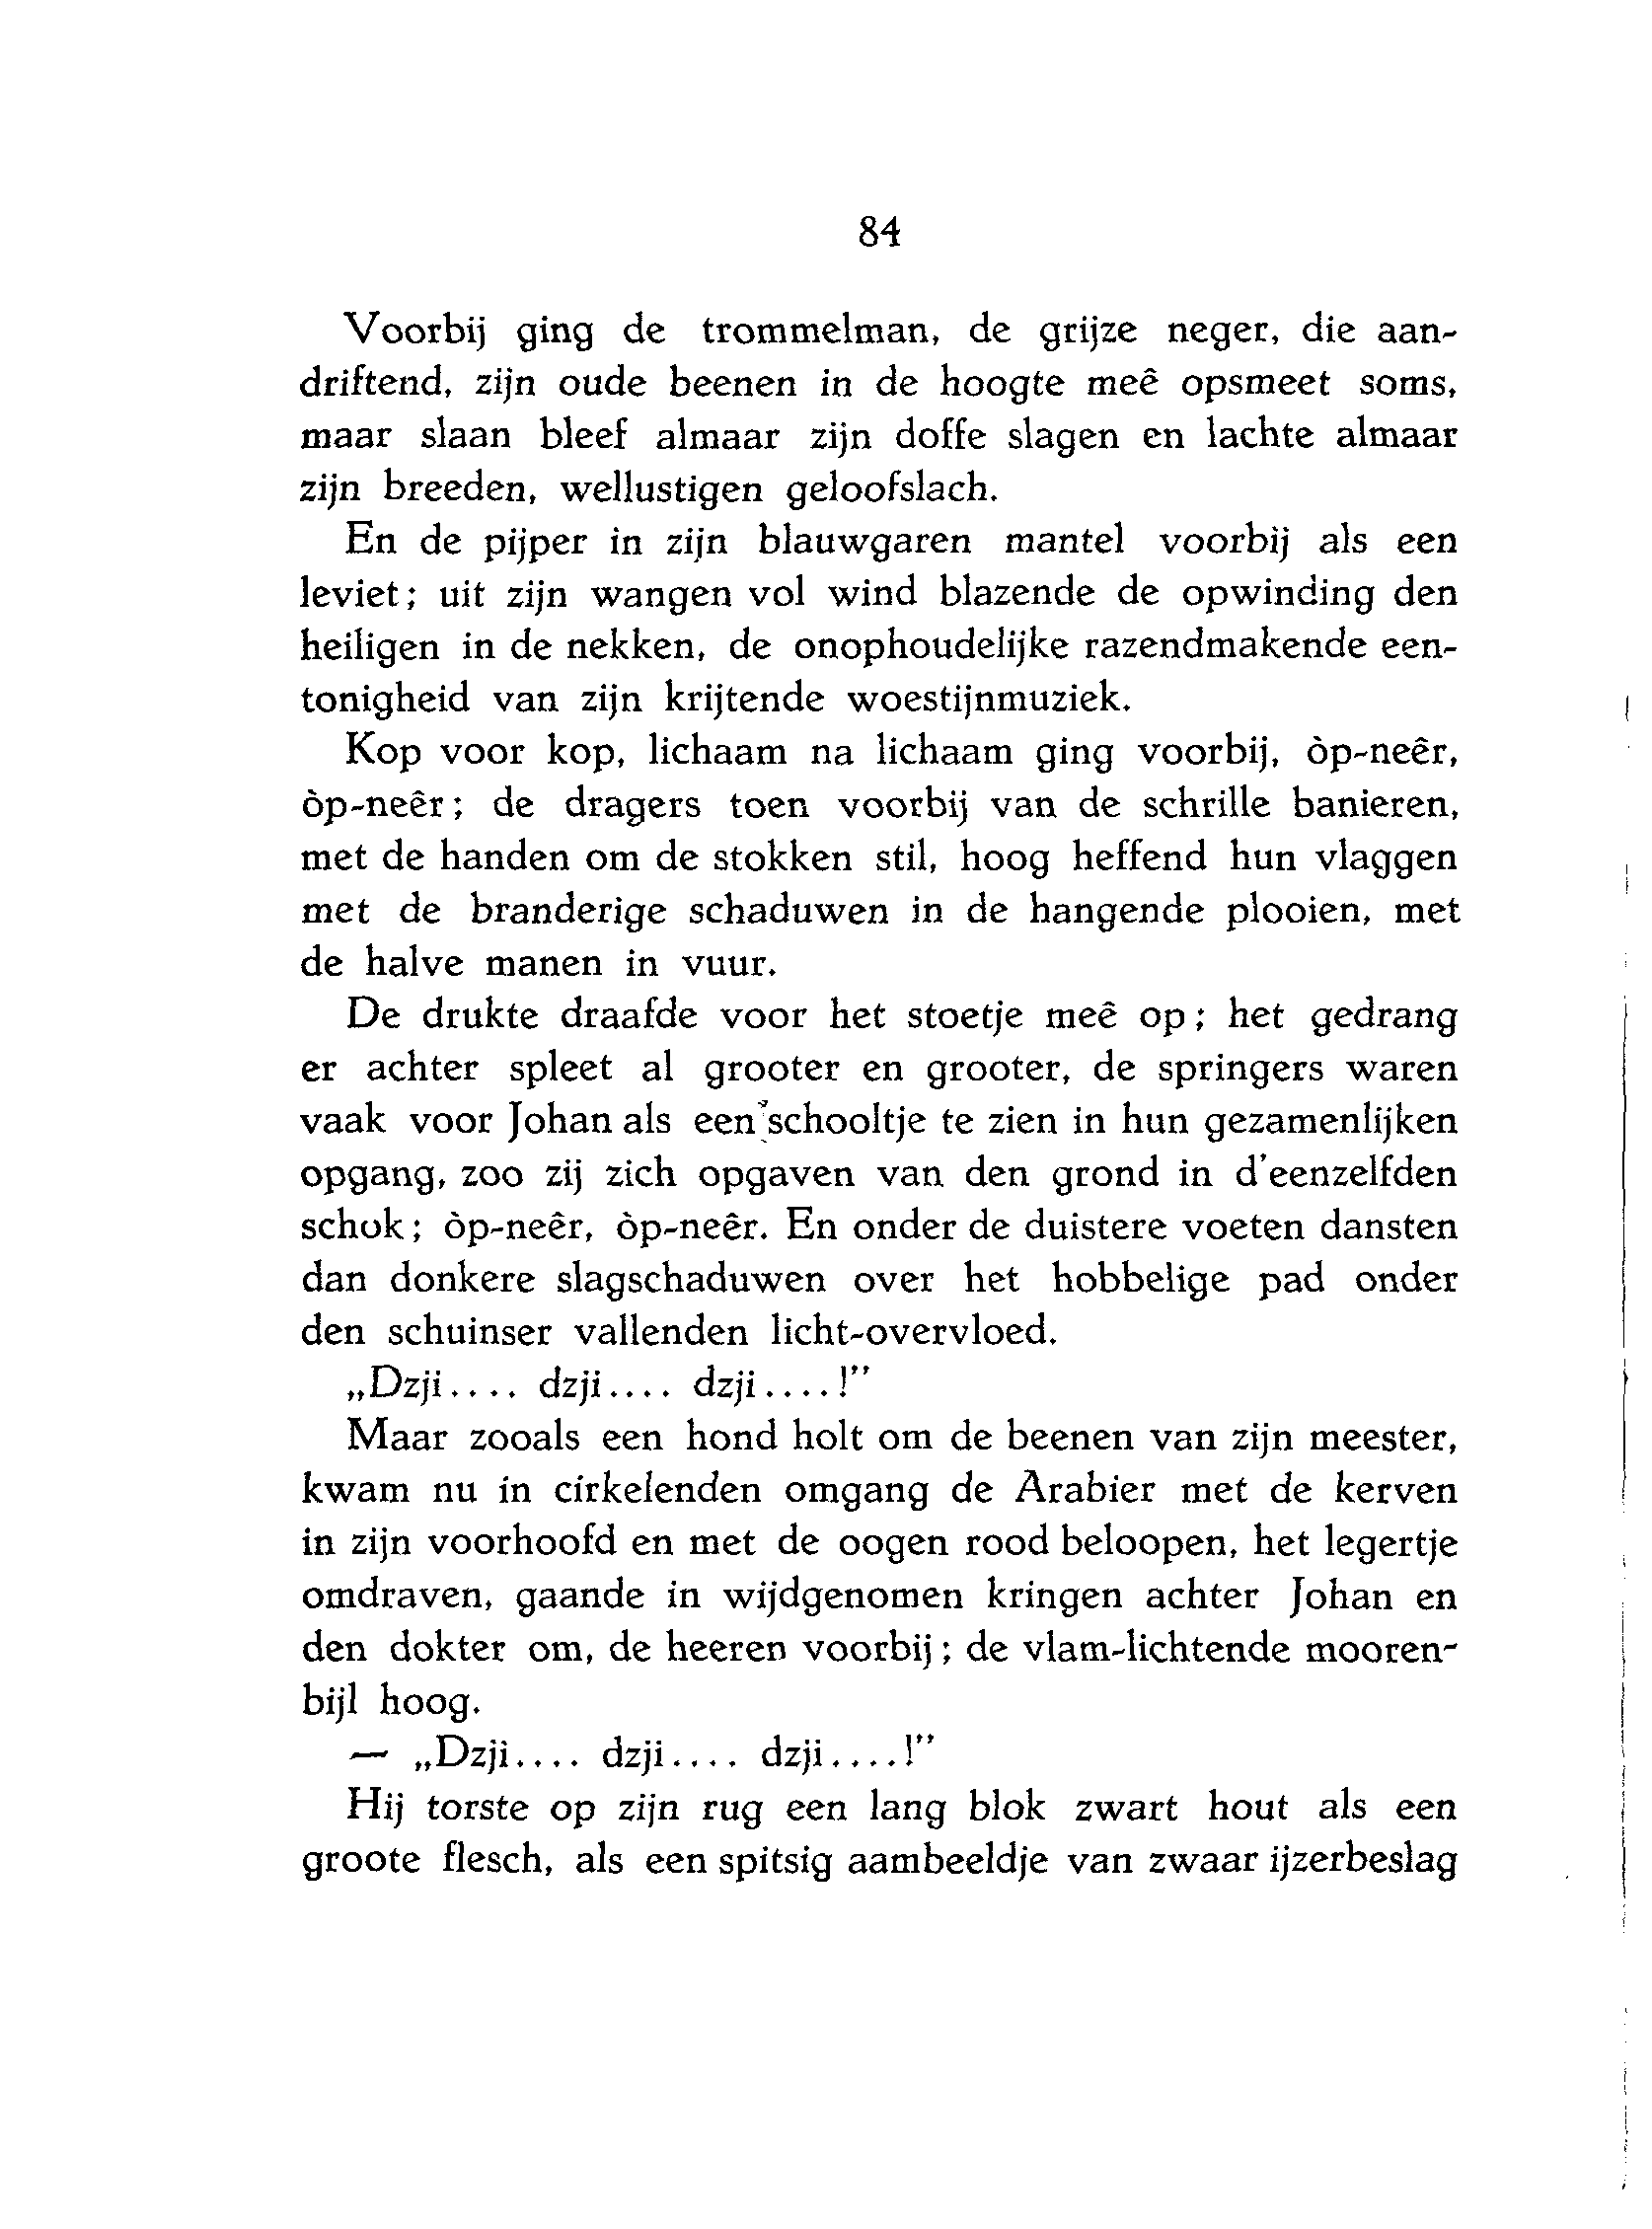 84
Voorbij ging de trommelman, de grijze neger, die aan-
driftend, zijn oude beenen in de hoogte meê opsmeet soms,
maar slaan bleef almaar zijn doffe slagen en lachte almaar
zijn breeden, wellustigen geloofslach.
En de pijper in zijn blauwgaren mantel voorbij als een
leviet; uit zijn wangen vol wind blazende de opwinding den
heiligen in de nekken, de onophoudelijke razendmakende een-
tonigheid van zijn krijtende woestijnmuziek.
Kop voor kop, lichaam na lichaam ging voorbij, òp-neêr,
òp-neêr; de dragers toen voorbij van de schrille banieren,
met de handen om de stokken stil, hoog heffend hun vlaggen
met de branderige schaduwen in de hangende plooien, met
de halve manen in vuur.
De drukte draafde voor het stoetje meê op; het gedrang
er achter spleet al grooter en grooter, de springers waren
vaak voor Johan als een schooltje te zien in hun gezamenlijken
opgang, zoo zij zich opgaven van den grond in d'eenzelfden
schok; òp-neêr, òp-neêr. En onder de duistere voeten dansten
dan donkere slagschaduwen over het hobbelige pad onder
den schuinser vallenden licht-overvloed.
„Dzji.... dzji.... dzji....!”
Maar zooals een hond holt om de beenen van zijn meester,
kwam nu in cirkelenden omgang de Arabier met de kerven
in zijn voorhoofd en met de oogen rood beloopen, het legertje
omdraven, gaande in wijdgenomen kringen achter Johan en
den dokter om, de heeren voorbij; de vlam-lichtende mooren-
bijl hoog.
— „Dzji.... dzji.... dzji....!”
Hij torste op zijn rug een lang blok zwart hout als een
groote flesch, als een spitsig aambeeldje van zwaar ijzerbeslag